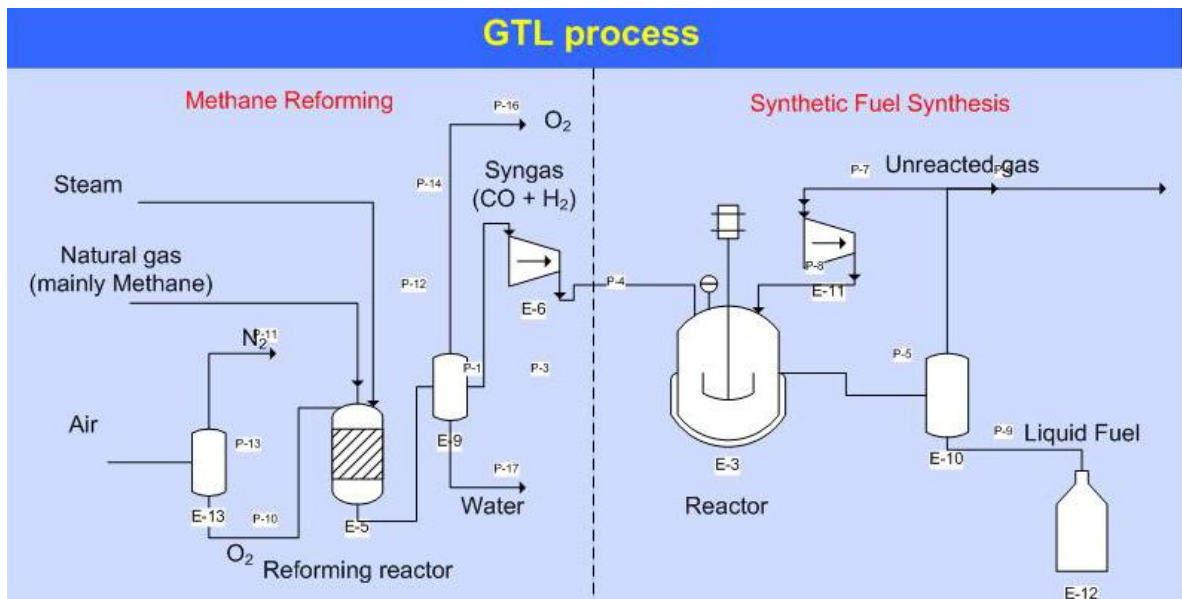 GTL process
Methane Reforming
Synthetic Fuel Synthesis
P-16
O₂
Steam
P-14
Syngas
(CO + H₂)
P-7
Unreacted gas
Natural gas
(mainly Methane)
P-12
E-6
P-4
P-8
E-11
N₂
P-11
P-1
P-3
P-5
Air
P-13
E-9
P-17
Water
E-3
Reactor
E-10
P-9
Liquid Fuel
E-13
P-10
E-5
O₂
Reforming reactor
E-12